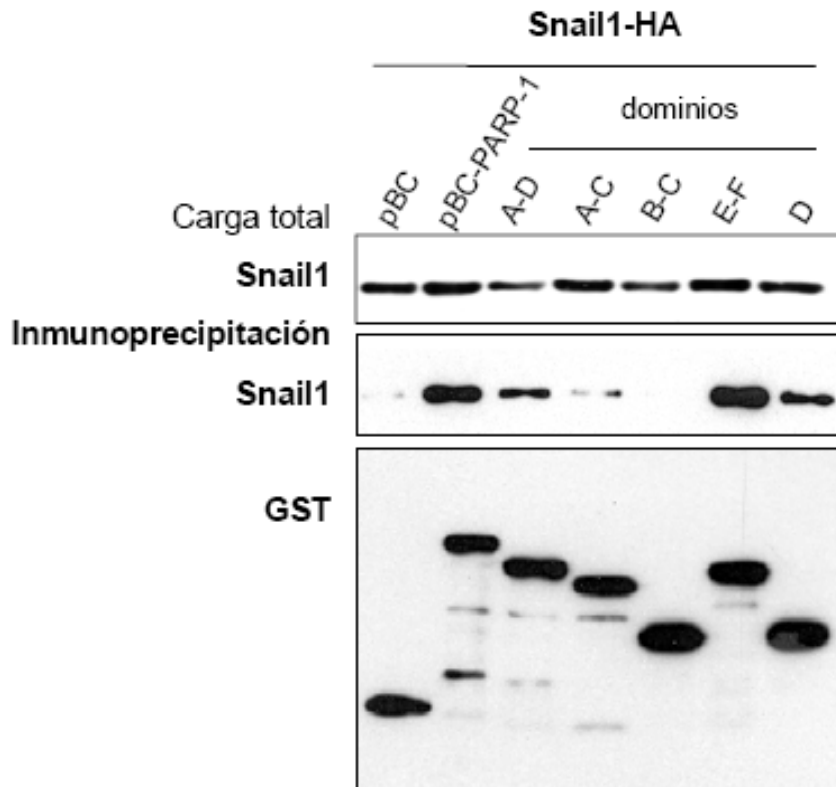 Snail1-HA
dominios
pBC
pBC-PARP-1
A-D
A-C
B-C
E-F
D
Carga total
Snail1
Inmunoprecipitación
Snail1
GST